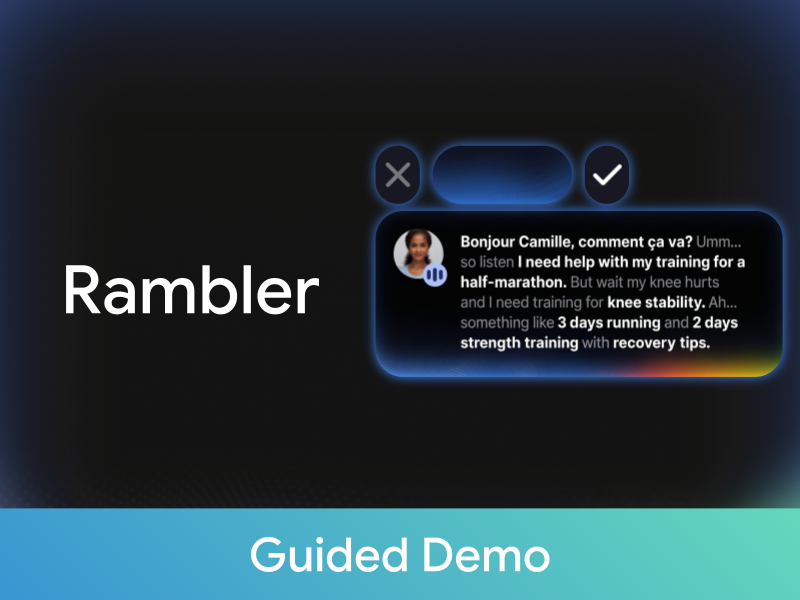 Rambler
Bonjour Camille, comment ça va? Umm...
so listen I need help with my training for a
half-marathon. But wait my knee hurts
and I need training for knee stability. Ah...
something like 3 days running and 2 days
strength training with recovery tips.
Guided Demo